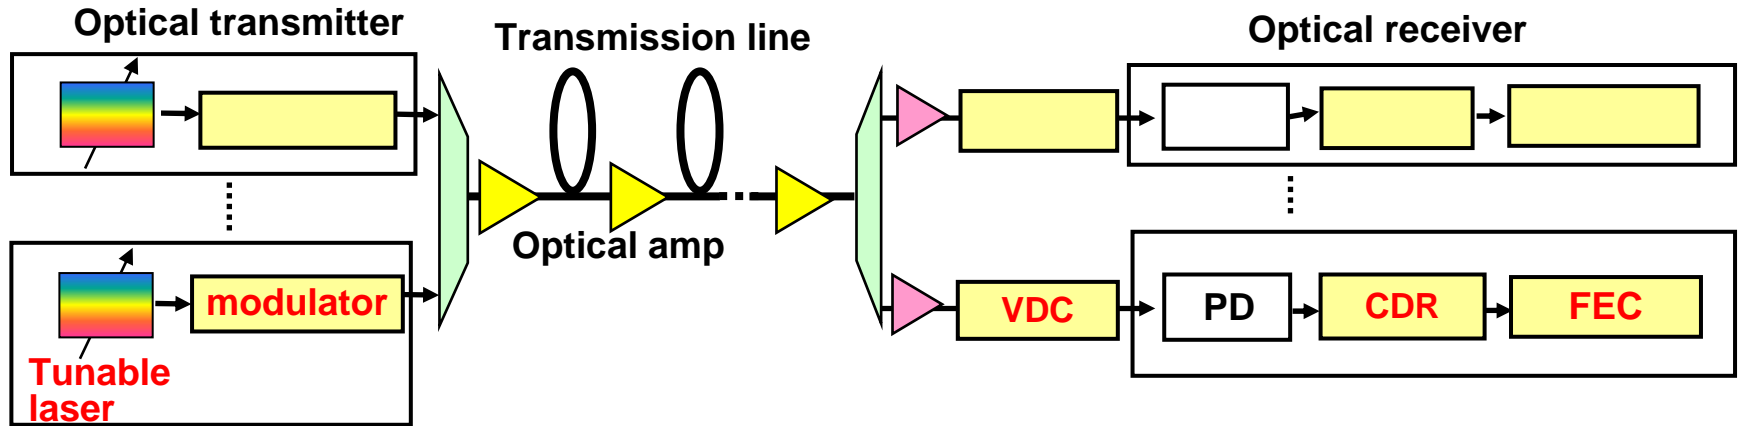 Optical transmitter
Transmission line
Optical receiver
Optical amp
modulator
VDC
PD
CDR
FEC
Tunable
laser